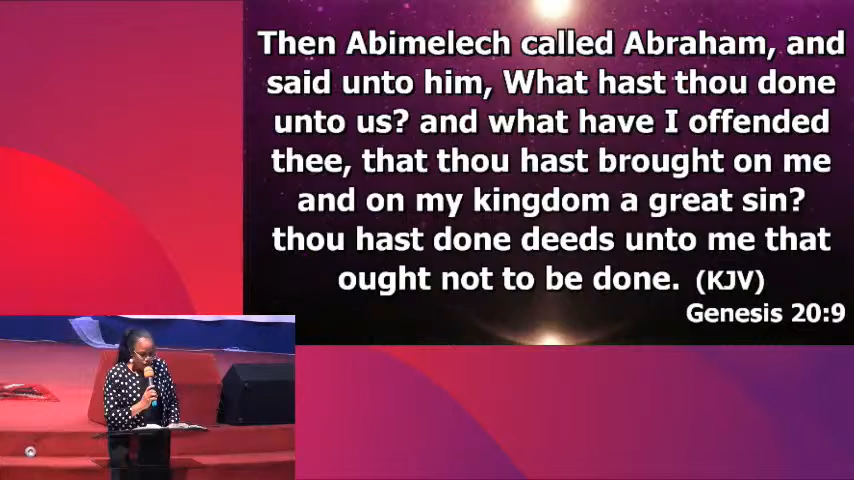 Then Abimelech called Abraham, and
said unto him, What hast thou done
unto us? and what have I offended
thee, that thou hast brought on me
and on my kingdom a great sin?
thou hast done deeds unto me that
ought not to be done. (KJV)
Genesis 20:9